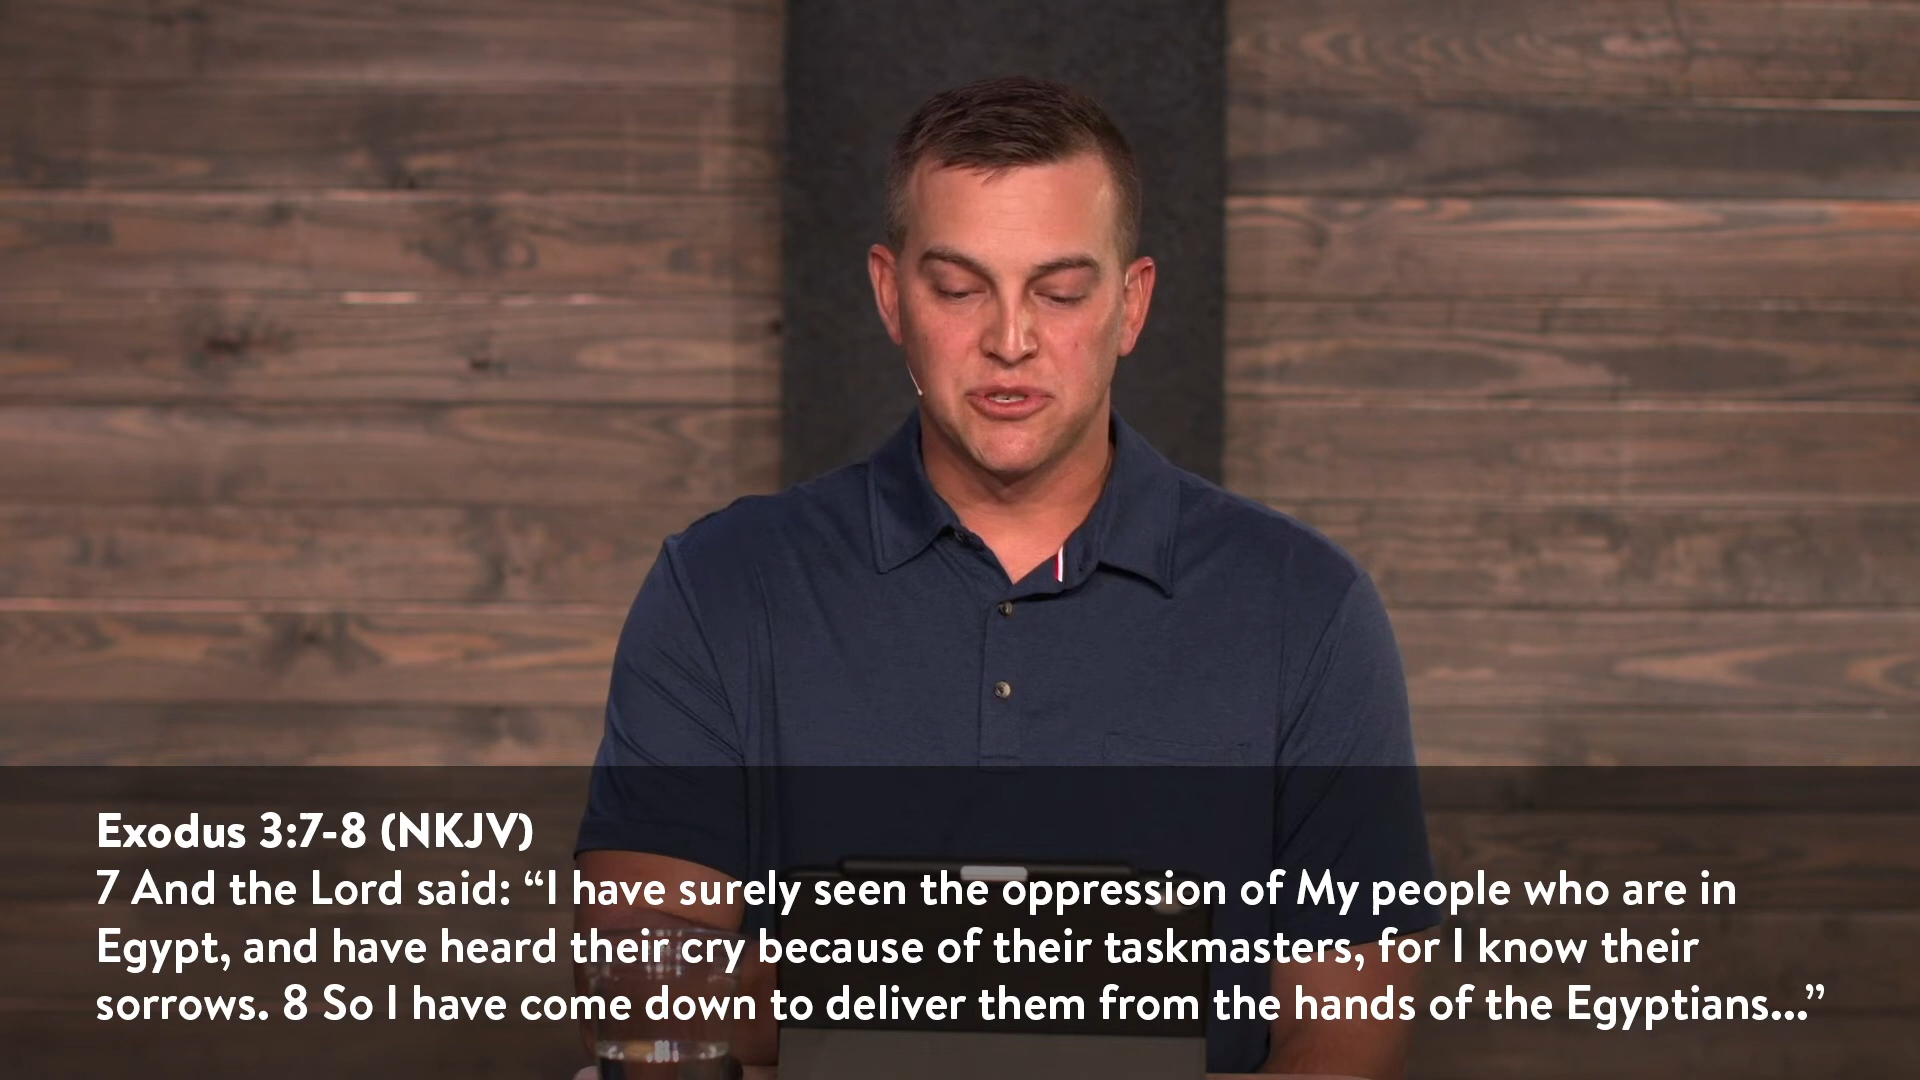 Exodus 3:7-8 (NKJV)
7 And the Lord said: “I have surely seen the oppression of My people who are in
Egypt, and have heard their cry because of their taskmasters, for I know their
sorrows. 8 So I have come down to deliver them from the hands of the Egyptians...”